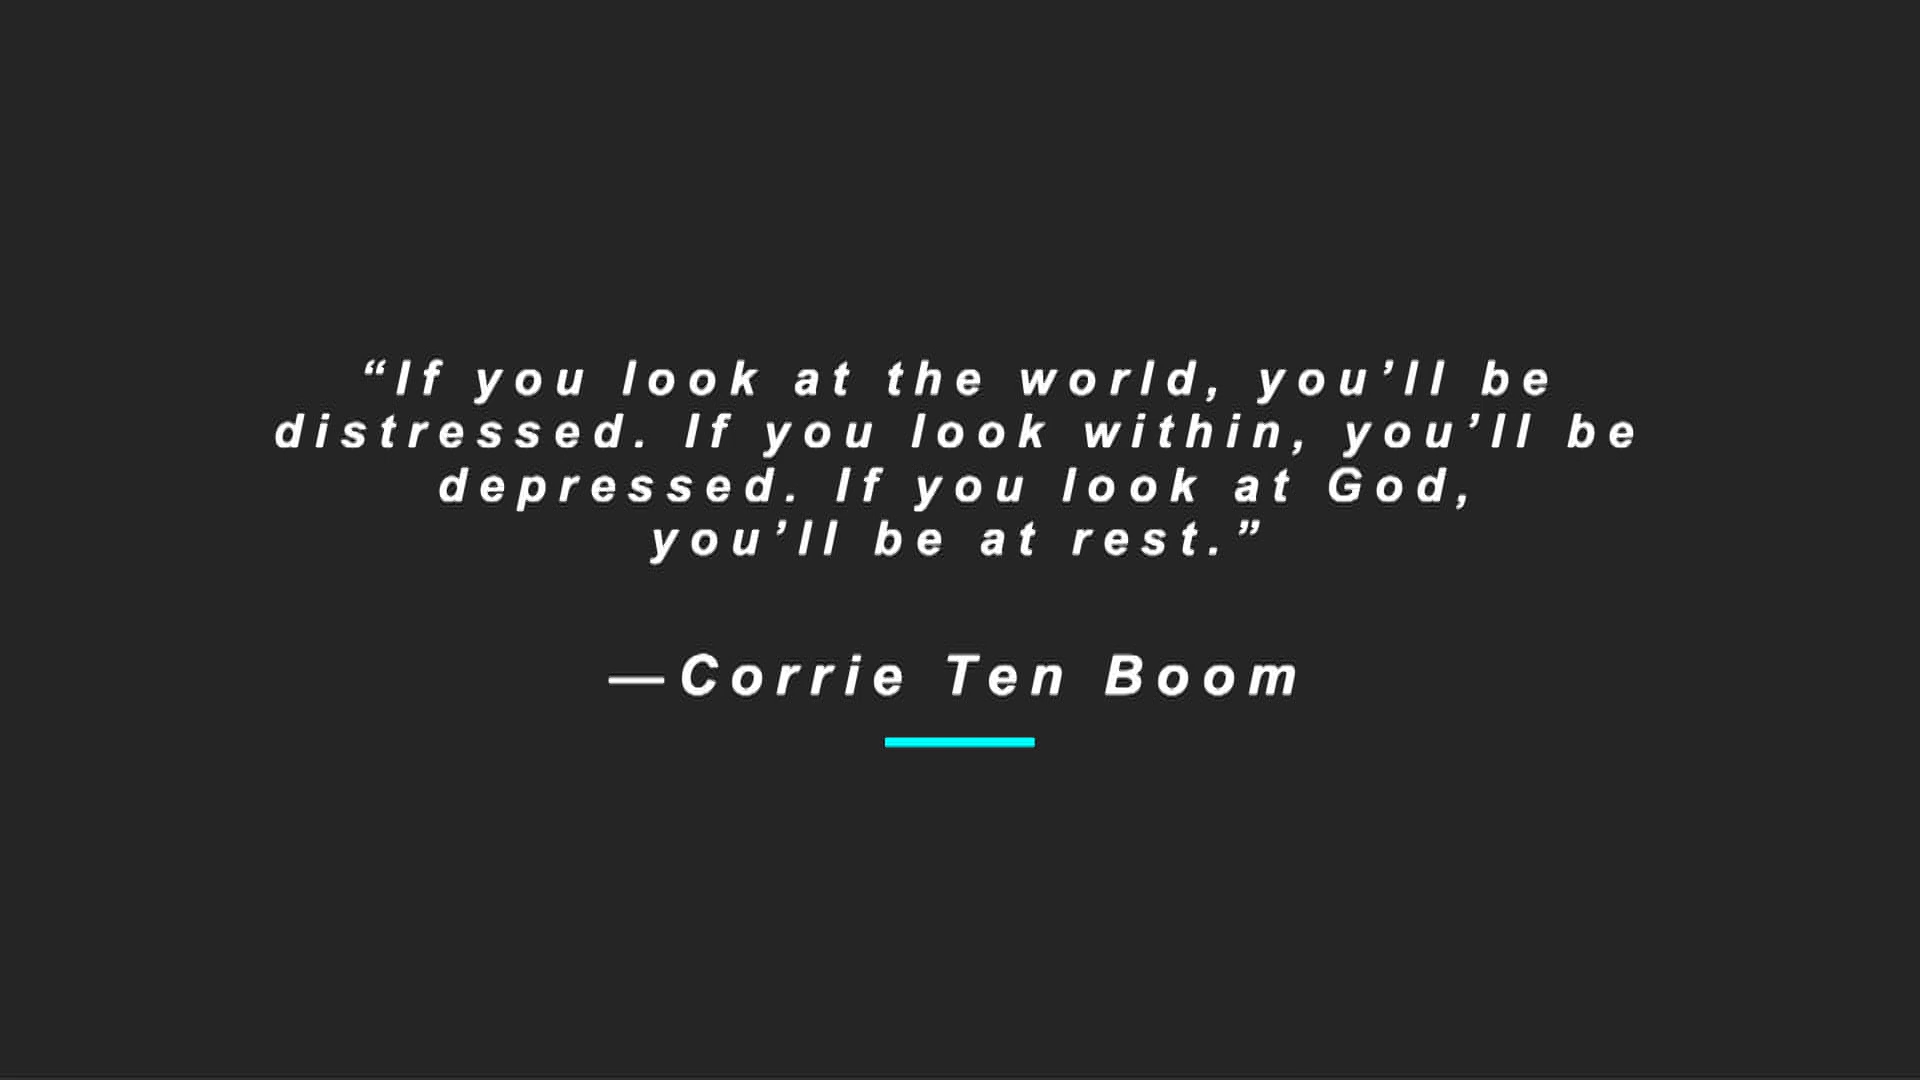 “If you look at the world, you’ll be
distressed. If you look within, you’ll be
depressed. If you look at God,
you’ll be at rest.”
—Corrie Ten Boom